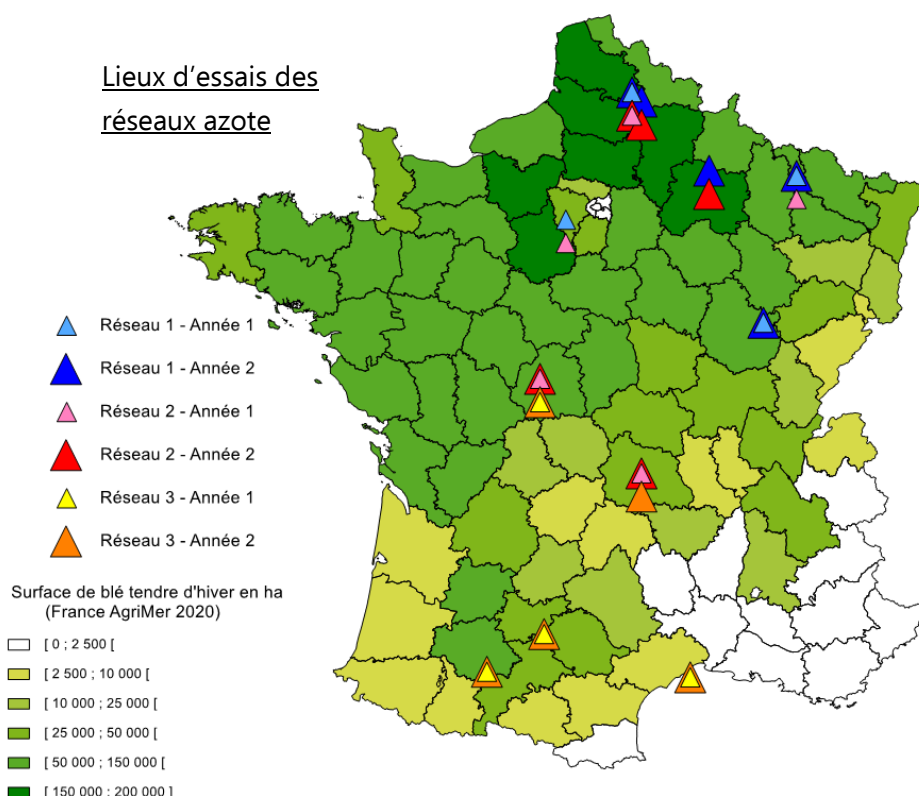 Lieux d'essais des
réseaux azote
Réseau 1 - Année 1
Réseau 1 - Année 2
Réseau 2 - Année 1
Réseau 2 - Année 2
Réseau 3 - Année 1
Réseau 3 - Année 2
Surface de blé tendre d'hiver en ha
(France AgriMer 2020)
[ 0 ; 2 500 [
[ 2 500 ; 10 000 [
[ 10 000 ; 25 000 [
[ 25 000 ; 50 000 [
[ 50 000 ; 150 000 [
[ 150 000 ; 200 000 ]